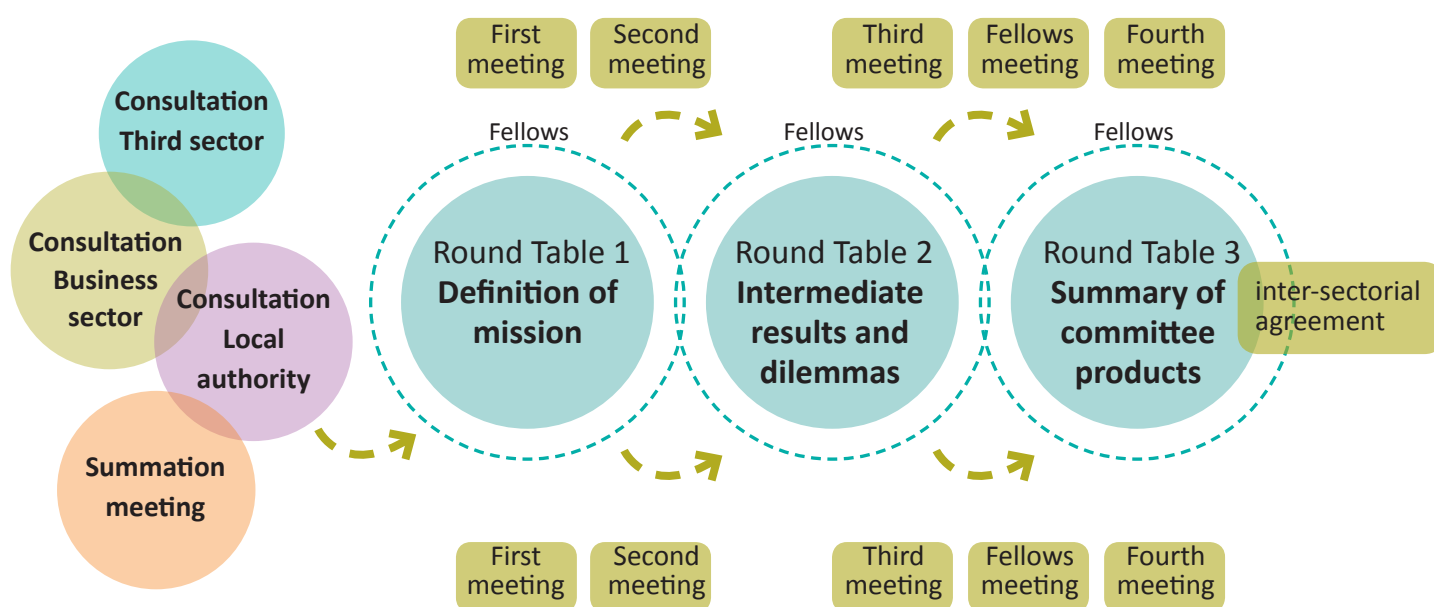 First
meeting
Second
meeting
Third
meeting
Fellows
meeting
Fourth
meeting
Consultation
Third sector
Consultation
Business
sector
Consultation
Local
authority
Summation
meeting
Fellows
Round Table 1
Definition of
mission
Fellows
Round Table 2
Intermediate
results and
dilemmas
Fellows
Round Table 3
Summary of
committee
products
inter-sectorial
agreement
First
meeting
Second
meeting
Third
meeting
Fellows
meeting
Fourth
meeting